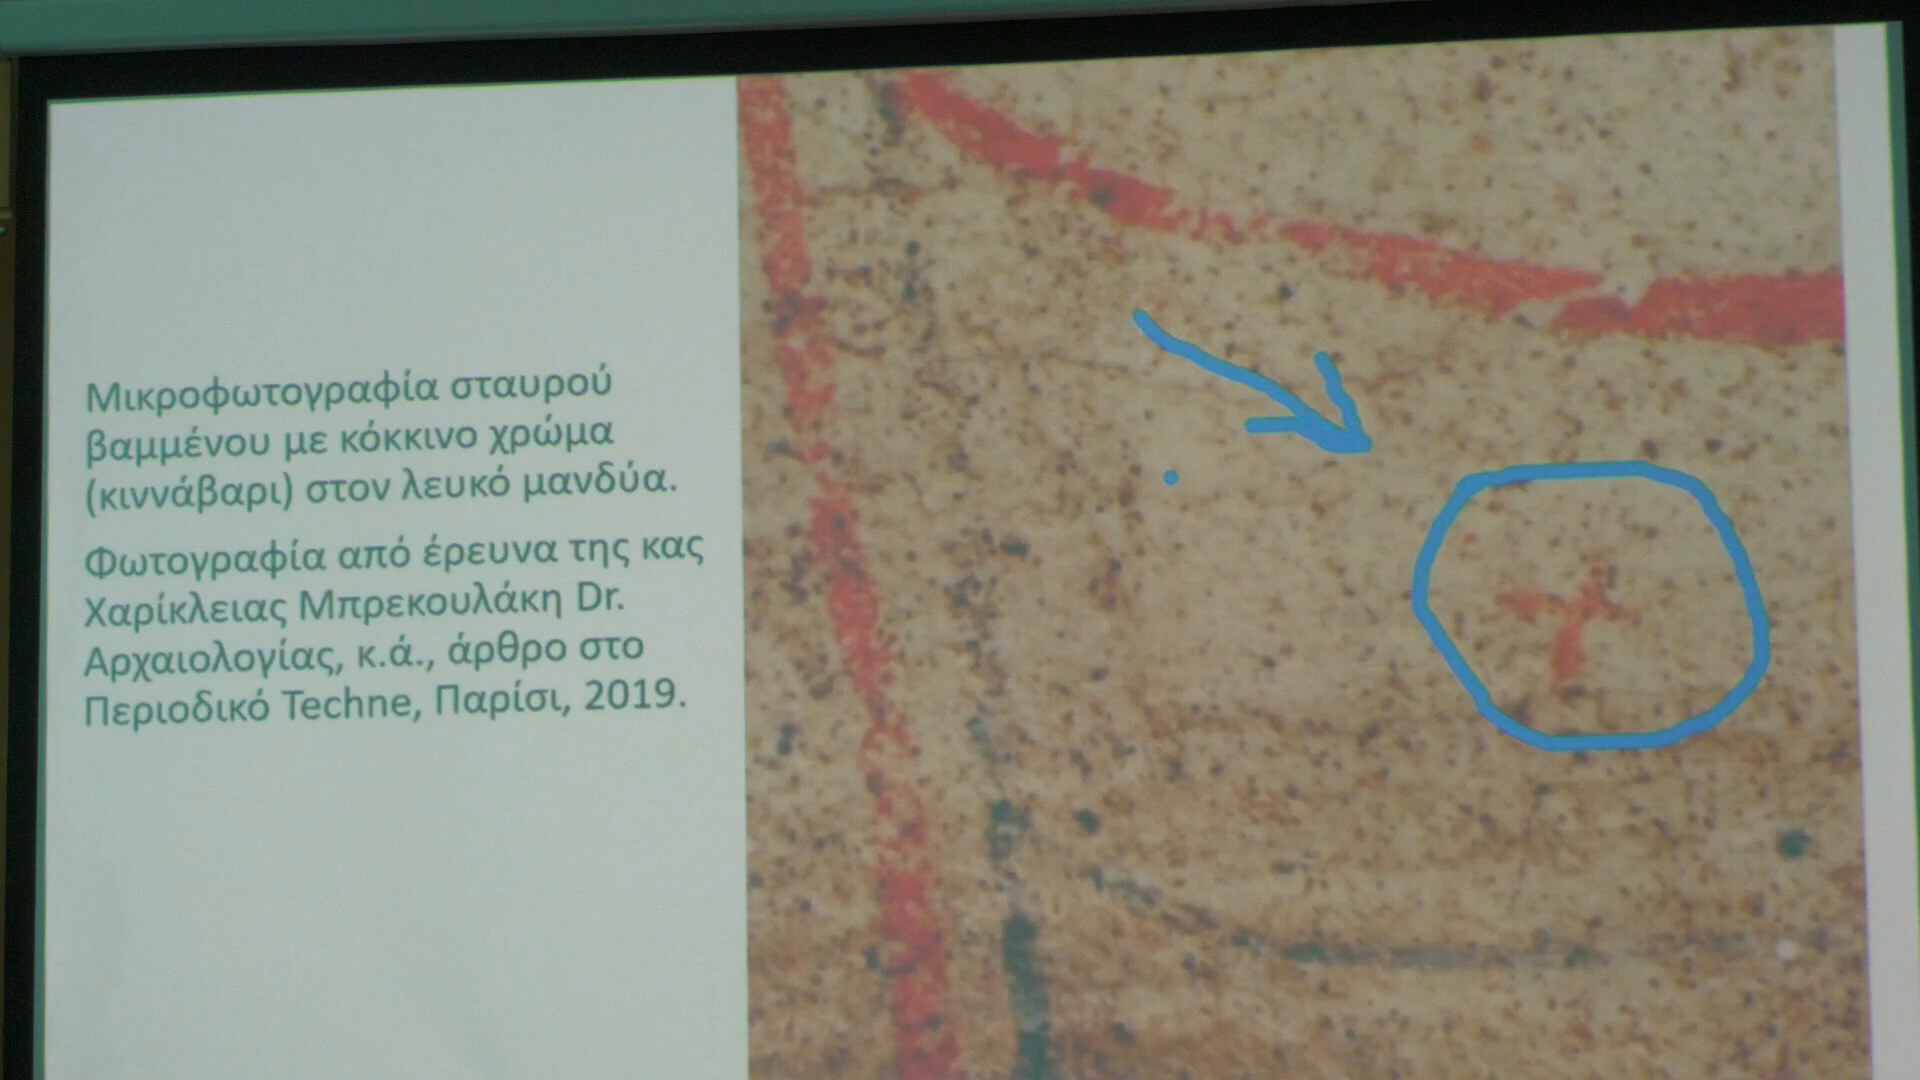 Μικροφωτογραφία σταυρού
βαμμένου με κόκκινο χρώμα
(κιννάβαρι) στον λευκό μανδύα.
Φωτογραφία από έρευνα της κας
Χαρίκλειας Μπρεκουλάκη Dr.
Αρχαιολογίας, κ.ά., άρθρο στο
Περιοδικό Techne, Παρίσι, 2019.